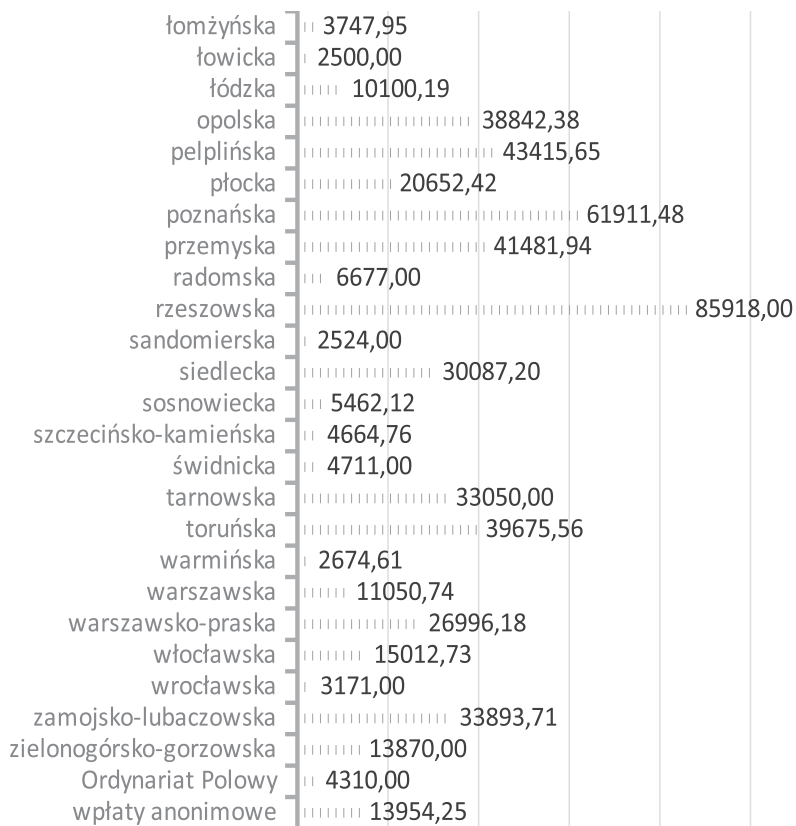 łomżyńska 3747,95
łowicka 2500,00
łódzka 10100,19
opolska 38842,38
pelplińska 43415,65
płocka 20652,42
poznańska 61911,48
przemyska 41481,94
radomska 6677,00
rzeszowska 85918,00
sandomierska 2524,00
siedlecka 30087,20
sosnowiecka 5462,12
szczecińsko-kamieńska 4664,76
świdnicka 4711,00
tarnowska 33050,00
toruńska 39675,56
warmińska 2674,61
warszawska 11050,74
warszawsko-praska 26996,18
włocławska 15012,73
wrocławska 3171,00
zamojsko-lubaczowska 33893,71
zielonogórsko-gorzowska 13870,00
Ordynariat Polowy 4310,00
wpłaty anonimowe 13954,25